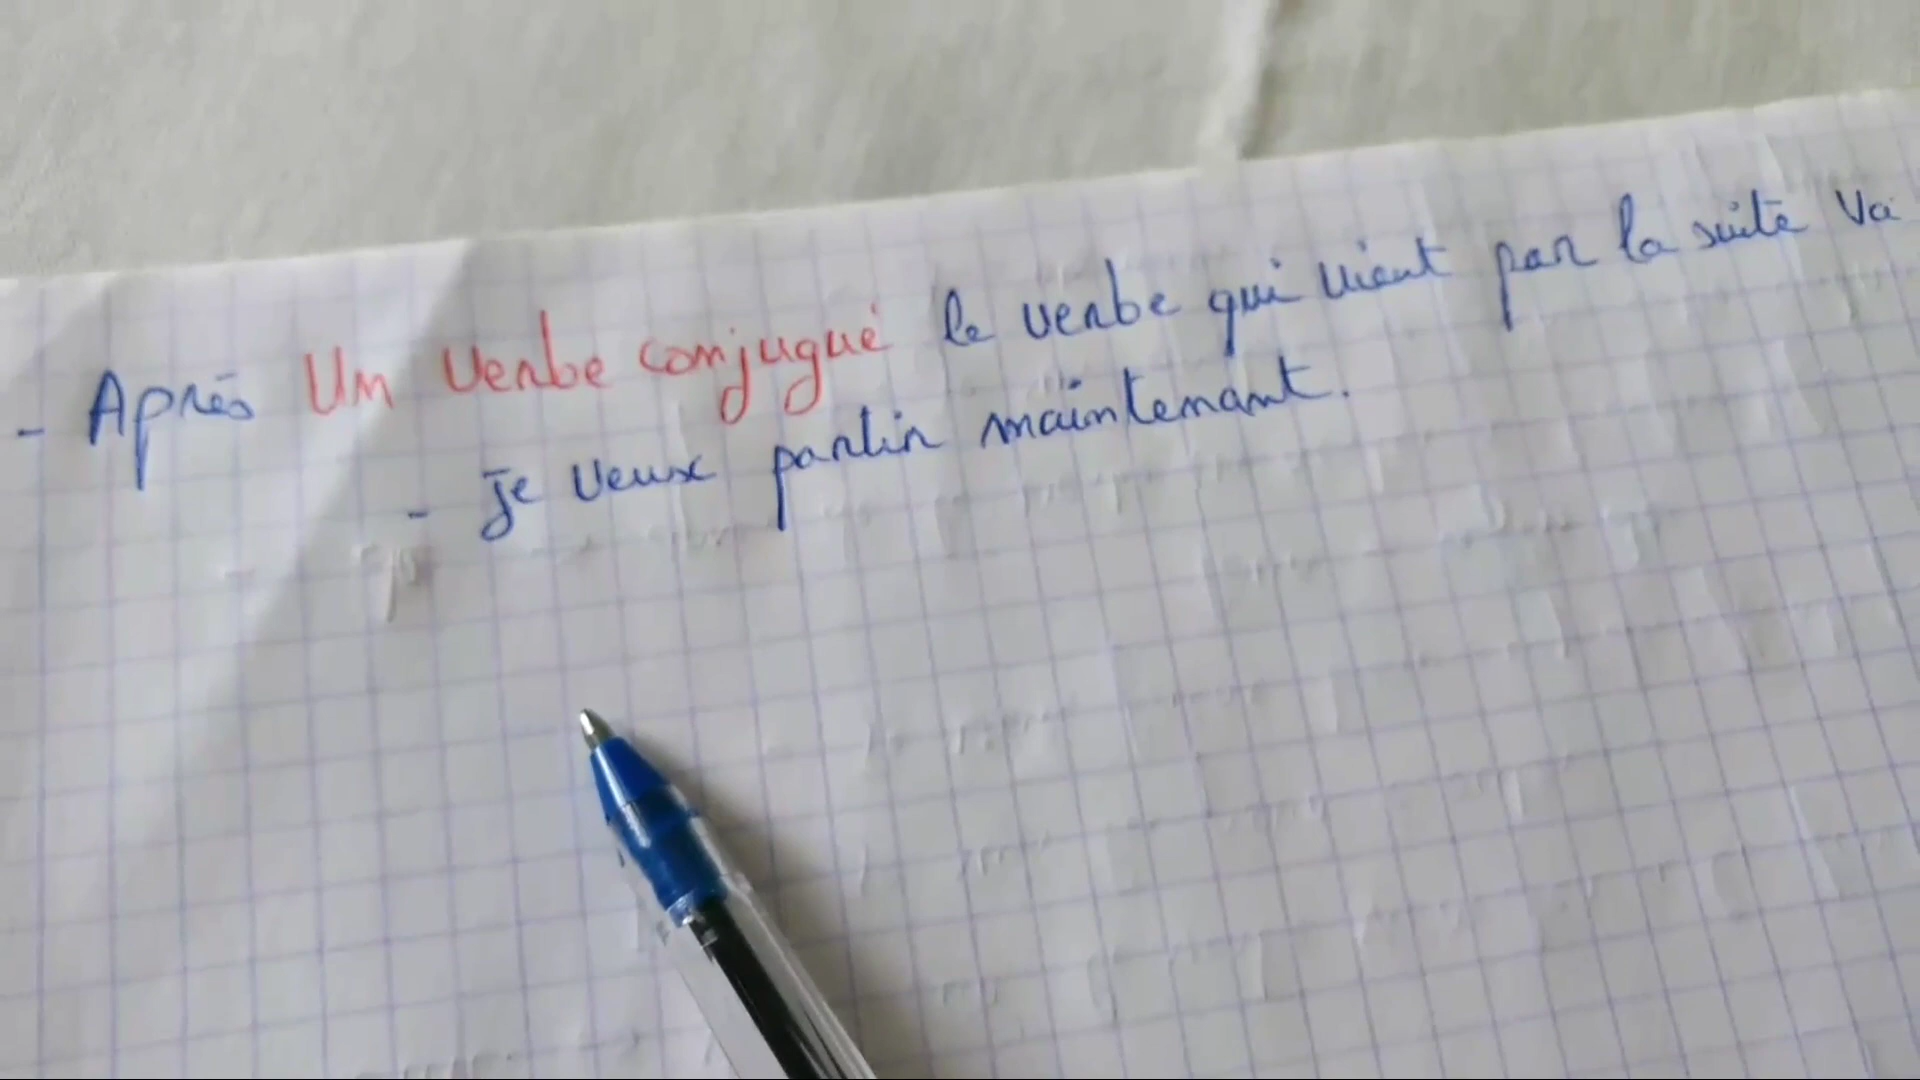 - Après Un verbe conjugué le verbe qui vient par la suite va
- Je veux partir maintenant.